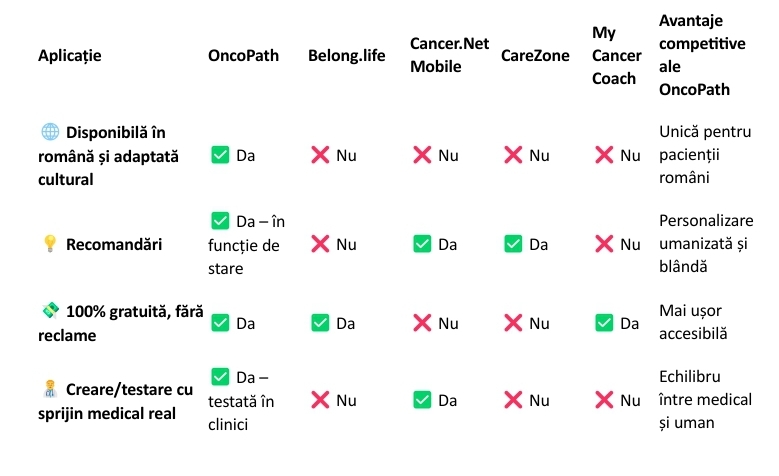 Aplicație OncoPath Belong.life Cancer.Net Mobile CareZone My Cancer Coach Avantaje competitive ale OncoPath
🌐 Disponibilă în română și adaptată cultural ✅ Da ❌ Nu ❌ Nu ❌ Nu ❌ Nu Unică pentru pacienții români
💡 Recomandări ✅ Da – în funcție de stare ❌ Nu ✅ Da ✅ Da ❌ Nu Personalizare umanizată și blândă
💸 100% gratuită, fără reclame ✅ Da ✅ Da ❌ Nu ❌ Nu ✅ Da Mai ușor accesibilă
🧑‍⚕️ Creare/testare cu sprijin medical real ✅ Da – testată în clinici ❌ Nu ✅ Da ❌ Nu ❌ Nu Echilibru între medical și uman